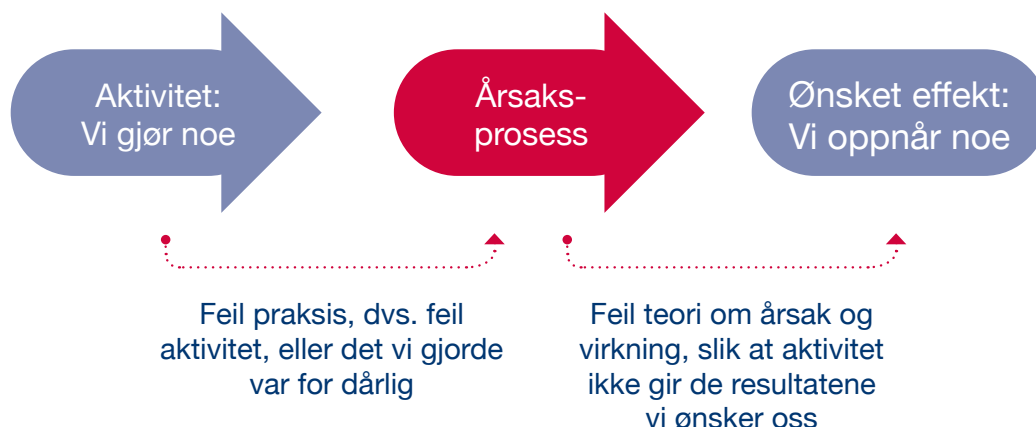 Aktivitet:
Vi gjør noe
Årsaks-
prosess
Ønsket effekt:
Vi oppnår noe
Feil praksis, dvs. feil
aktivitet, eller det vi gjorde
var for dårlig
Feil teori om årsak og
virkning, slik at aktivitet
ikke gir de resultatene
vi ønsker oss